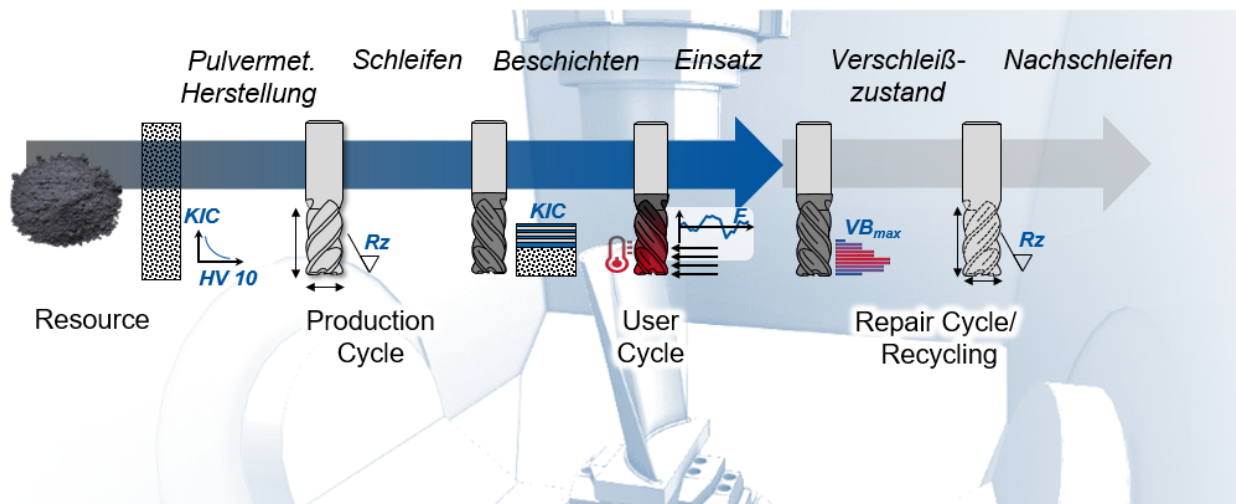 Pulvermet.
Herstellung
Schleifen
Beschichten
Einsatz
Verschleiß-
zustand
Nachschleifen
KIC
HV 10
Rz
KIC
F
VBmax
Rz
Resource
Production
Cycle
User
Cycle
Repair Cycle/
Recycling